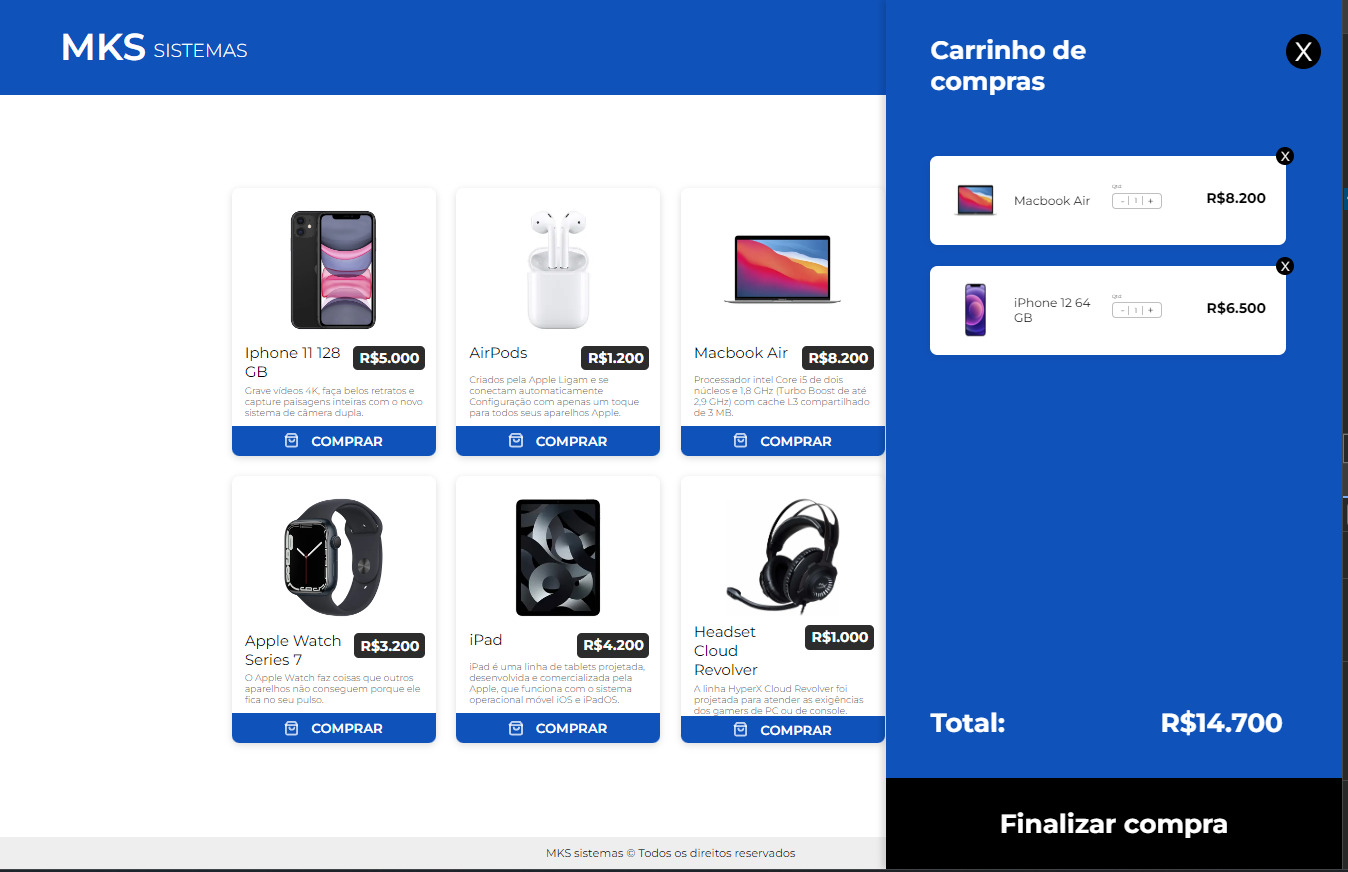 MKS SISTEMAS
Iphone 11 128
GB
R$5.000
Grave vídeos 4K, faça belos retratos e
capture paisagens inteiras com o novo
sistema de câmera dupla.
COMPRAR
AirPods
R$1.200
Criados pela Apple Ligam e se
conectam automaticamente
Configuração com apenas um toque
para todos seus aparelhos Apple.
COMPRAR
Macbook Air
R$8.200
Processador intel Core i5 de dois
núcleos e 1,8 GHz (Turbo Boost de até
2,9 GHz) com cache L3 compartilhado
de 3 MB.
COMPRAR
Apple Watch
Series 7
R$3.200
O Apple Watch faz coisas que outros
aparelhos não conseguem porque ele
fica no seu pulso.
COMPRAR
iPad
R$4.200
iPad é uma linha de tablets projetada,
desenvolvida e comercializada pela
Apple, que funciona com o sistema
operacional móvel iOS e iPadOS.
COMPRAR
Headset
Cloud
Revolver
R$1.000
A linha HyperX Cloud Revolver foi
projetada para atender as exigências
dos gamers de PC ou de console.
COMPRAR
MKS sistemas © Todos os direitos reservados
Carrinho de
compras
X
X
Macbook Air
Qtd:
- | 1 | +
R$8.200
X
iPhone 12 64
GB
Qtd:
- | 1 | +
R$6.500
Total:
R$14.700
Finalizar compra